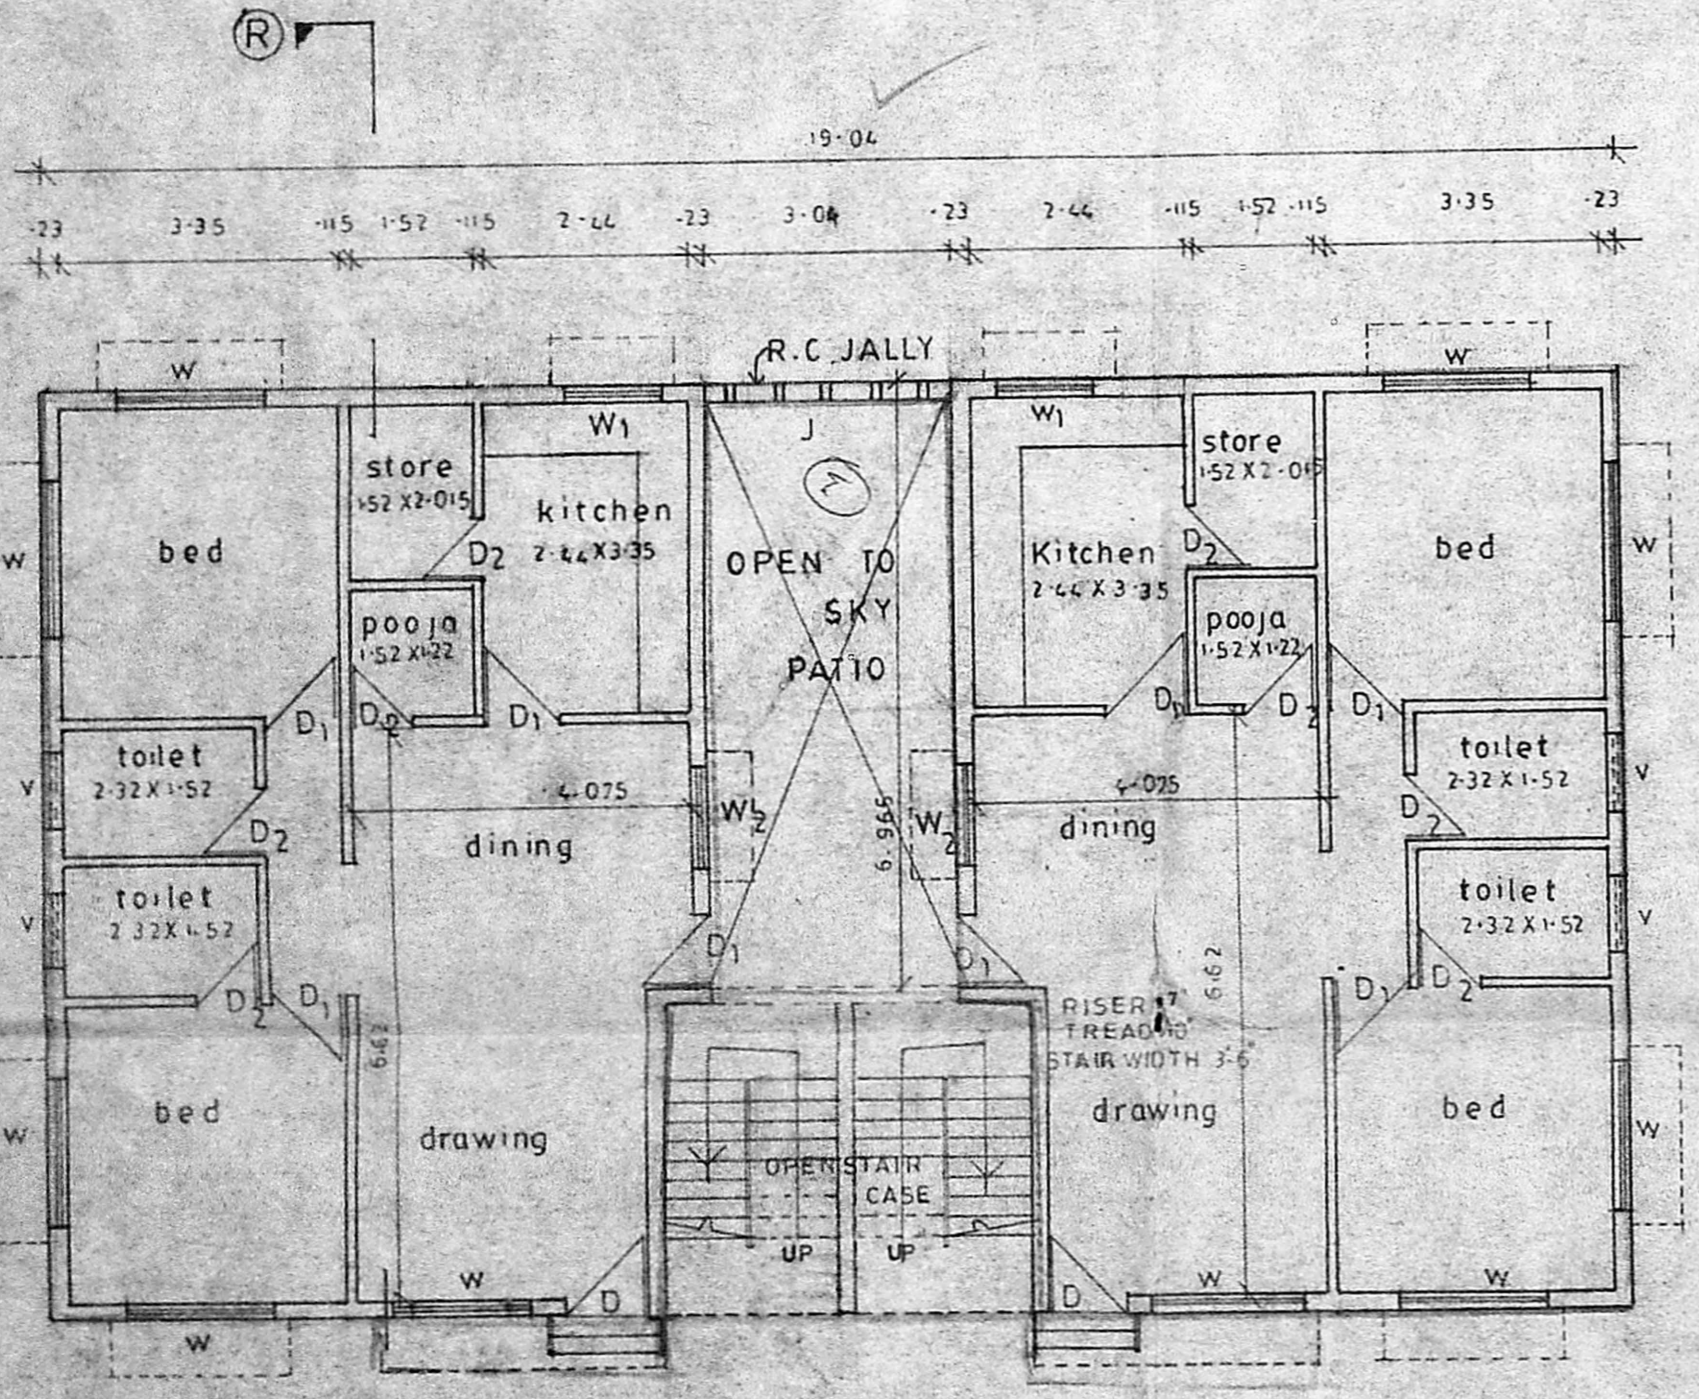 R
19.04
.23 3.35 .115 1.52 .115 2.44 .23 3.04 .23 2.44 .115 1.52 .115 3.35 .23
R.C. JALLY
W W
W1 J W1
store store
1.52 X 2.015 1.52 X 2.015
kitchen Kitchen
2.44 X 3.35 2.44 X 3.35
W bed D2 OPEN TO D2 bed W
SKY
PATIO
pooja pooja
1.52 X 1.22 1.52 X 1.22
D1 D2 D1 D1 D2 D1
toilet toilet
V 2.32 X 1.52 4.075 4.075 2.32 X 1.52 V
D2 W2 W2 D2
dining 6.965 dining
toilet toilet
V 2.32 X 1.52 2.32 X 1.52 V
D1 D1
D2 D1 D1 D2
6.62 6.62
RISER 7"
TREAD 10"
STAIR WIDTH 3'-6"
W bed drawing drawing bed W
OPEN STAIR
CASE
UP UP
W D D W W
W